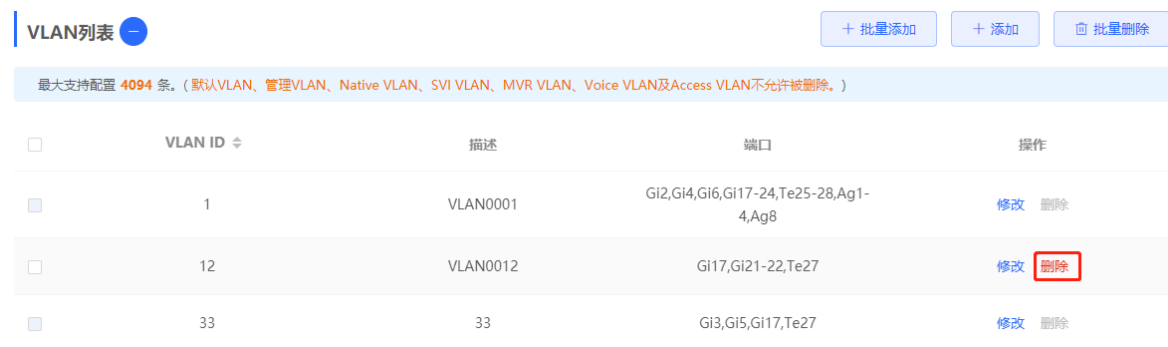 VLAN列表
批量添加 添加 批量删除
最大支持配置 4094 条。( 默认VLAN、管理VLAN、Native VLAN、SVI VLAN、MVR VLAN、Voice VLAN及Access VLAN不允许被删除。)
VLAN ID 描述 端口 操作
1 VLAN0001 Gi2,Gi4,Gi6,Gi17-24,Te25-28,Ag1-
4,Ag8 修改 删除
12 VLAN0012 Gi17,Gi21-22,Te27 修改 删除
33 33 Gi3,Gi5,Gi17,Te27 修改 删除